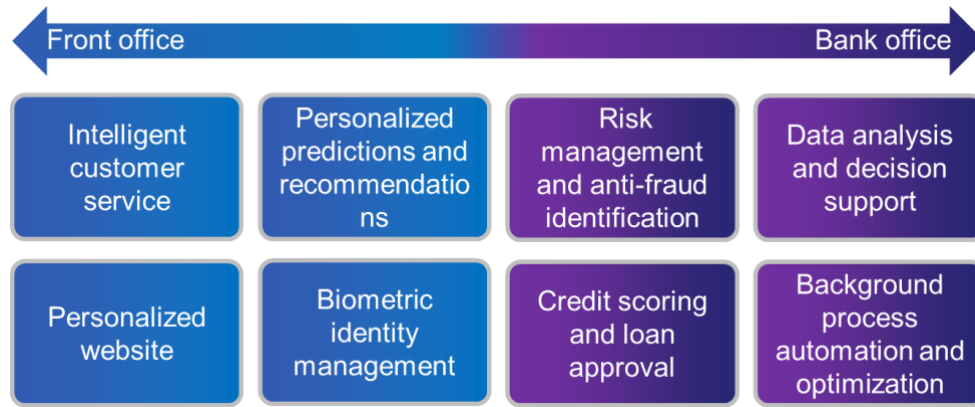 Front office
Bank office
Intelligent
customer
service
Personalized
predictions and
recommendatio
ns
Risk
management
and anti-fraud
identification
Data analysis
and decision
support
Personalized
website
Biometric
identity
management
Credit scoring
and loan
approval
Background
process
automation and
optimization